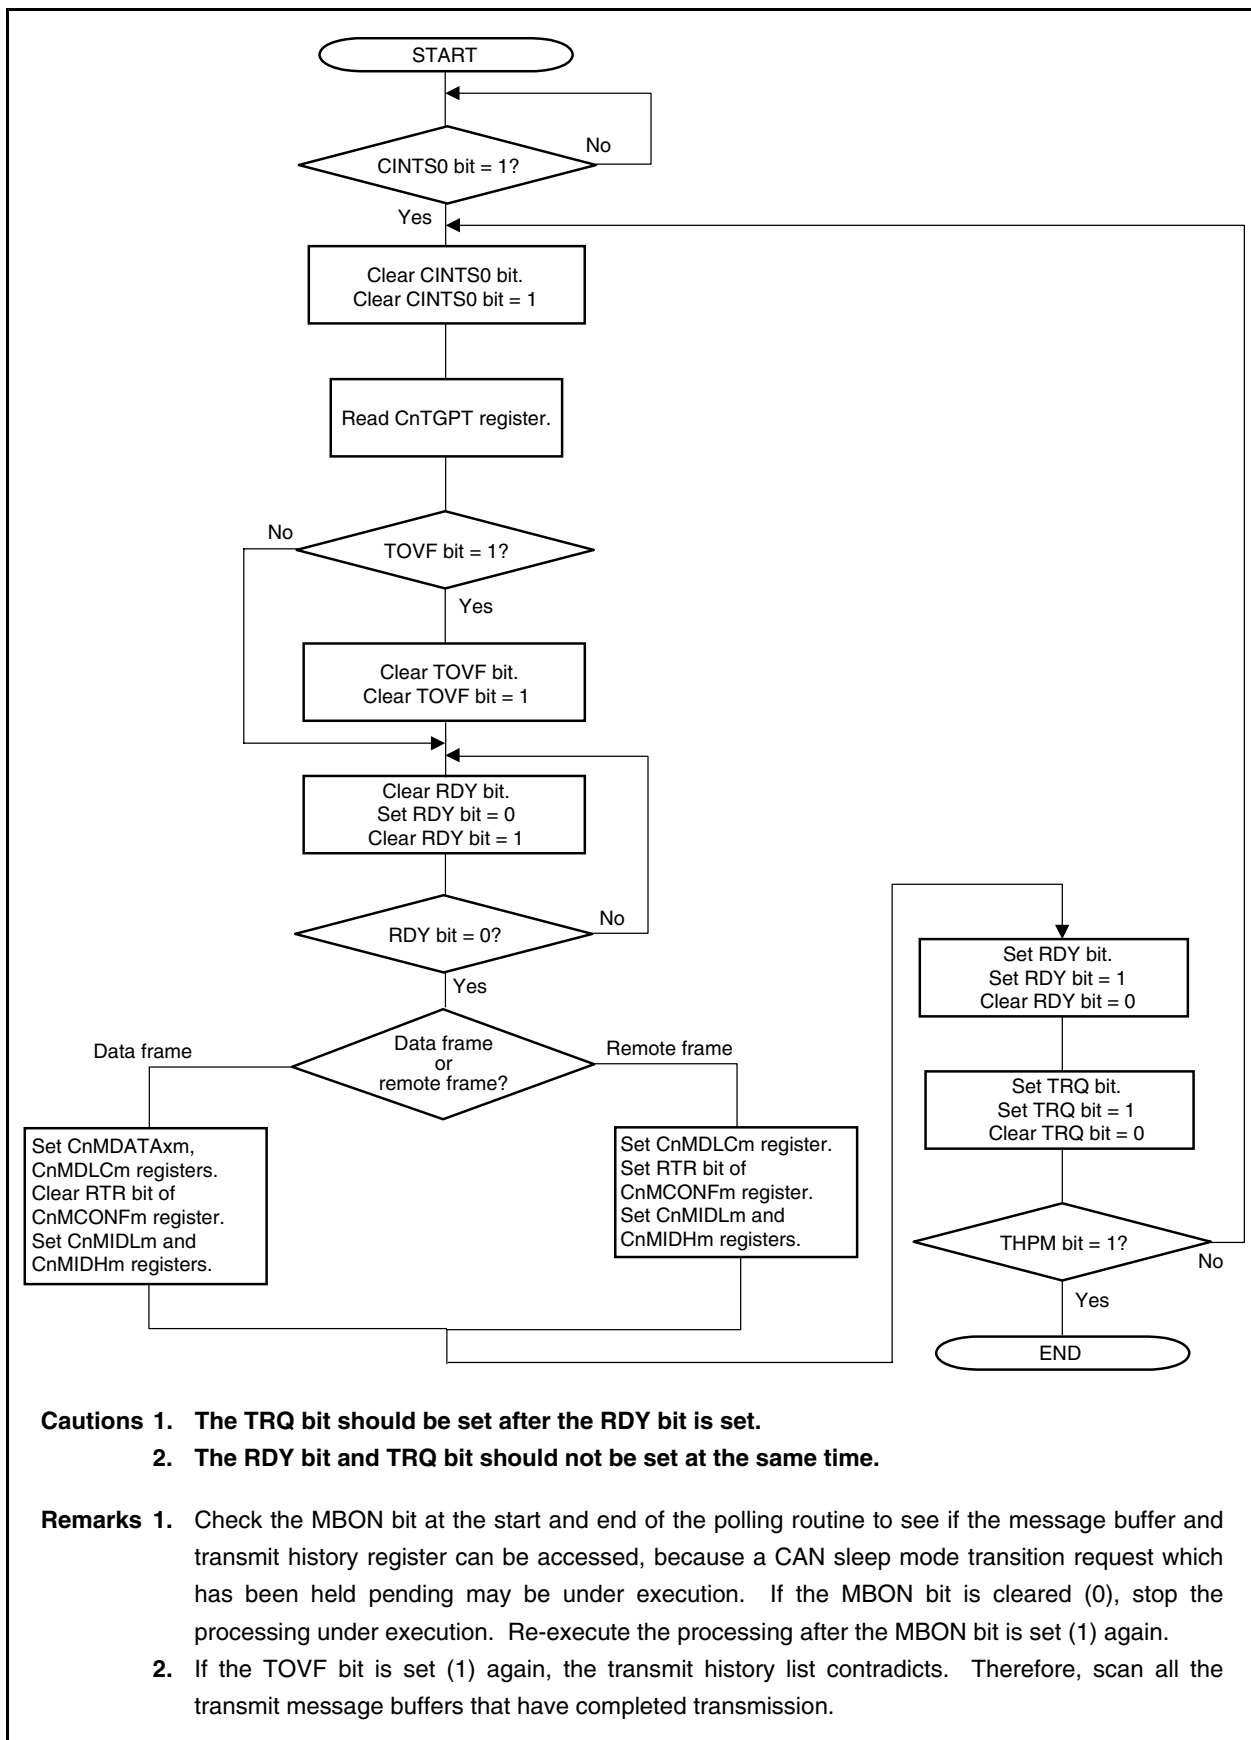 START
No
CINTS0 bit = 1?
Yes
Clear CINTS0 bit.
Clear CINTS0 bit = 1
Read CnTGPT register.
No
TOVF bit = 1?
Yes
Clear TOVF bit.
Clear TOVF bit = 1
Clear RDY bit.
Set RDY bit = 0
Clear RDY bit = 1
No
RDY bit = 0?
Yes
Data frame
Data frame
or
remote frame?
Remote frame
Set CnMDATAxm,
CnMDLCm registers.
Clear RTR bit of
CnMCONFm register.
Set CnMIDLm and
CnMIDHm registers.
Set CnMDLCm register.
Set RTR bit of
CnMCONFm register.
Set CnMIDLm and
CnMIDHm registers.
Set RDY bit.
Set RDY bit = 1
Clear RDY bit = 0
Set TRQ bit.
Set TRQ bit = 1
Clear TRQ bit = 0
THPM bit = 1?
No
Yes
END
Cautions 1. The TRQ bit should be set after the RDY bit is set.
2. The RDY bit and TRQ bit should not be set at the same time.
Remarks 1. Check the MBON bit at the start and end of the polling routine to see if the message buffer and
transmit history register can be accessed, because a CAN sleep mode transition request which
has been held pending may be under execution. If the MBON bit is cleared (0), stop the
processing under execution. Re-execute the processing after the MBON bit is set (1) again.
2. If the TOVF bit is set (1) again, the transmit history list contradicts. Therefore, scan all the
transmit message buffers that have completed transmission.